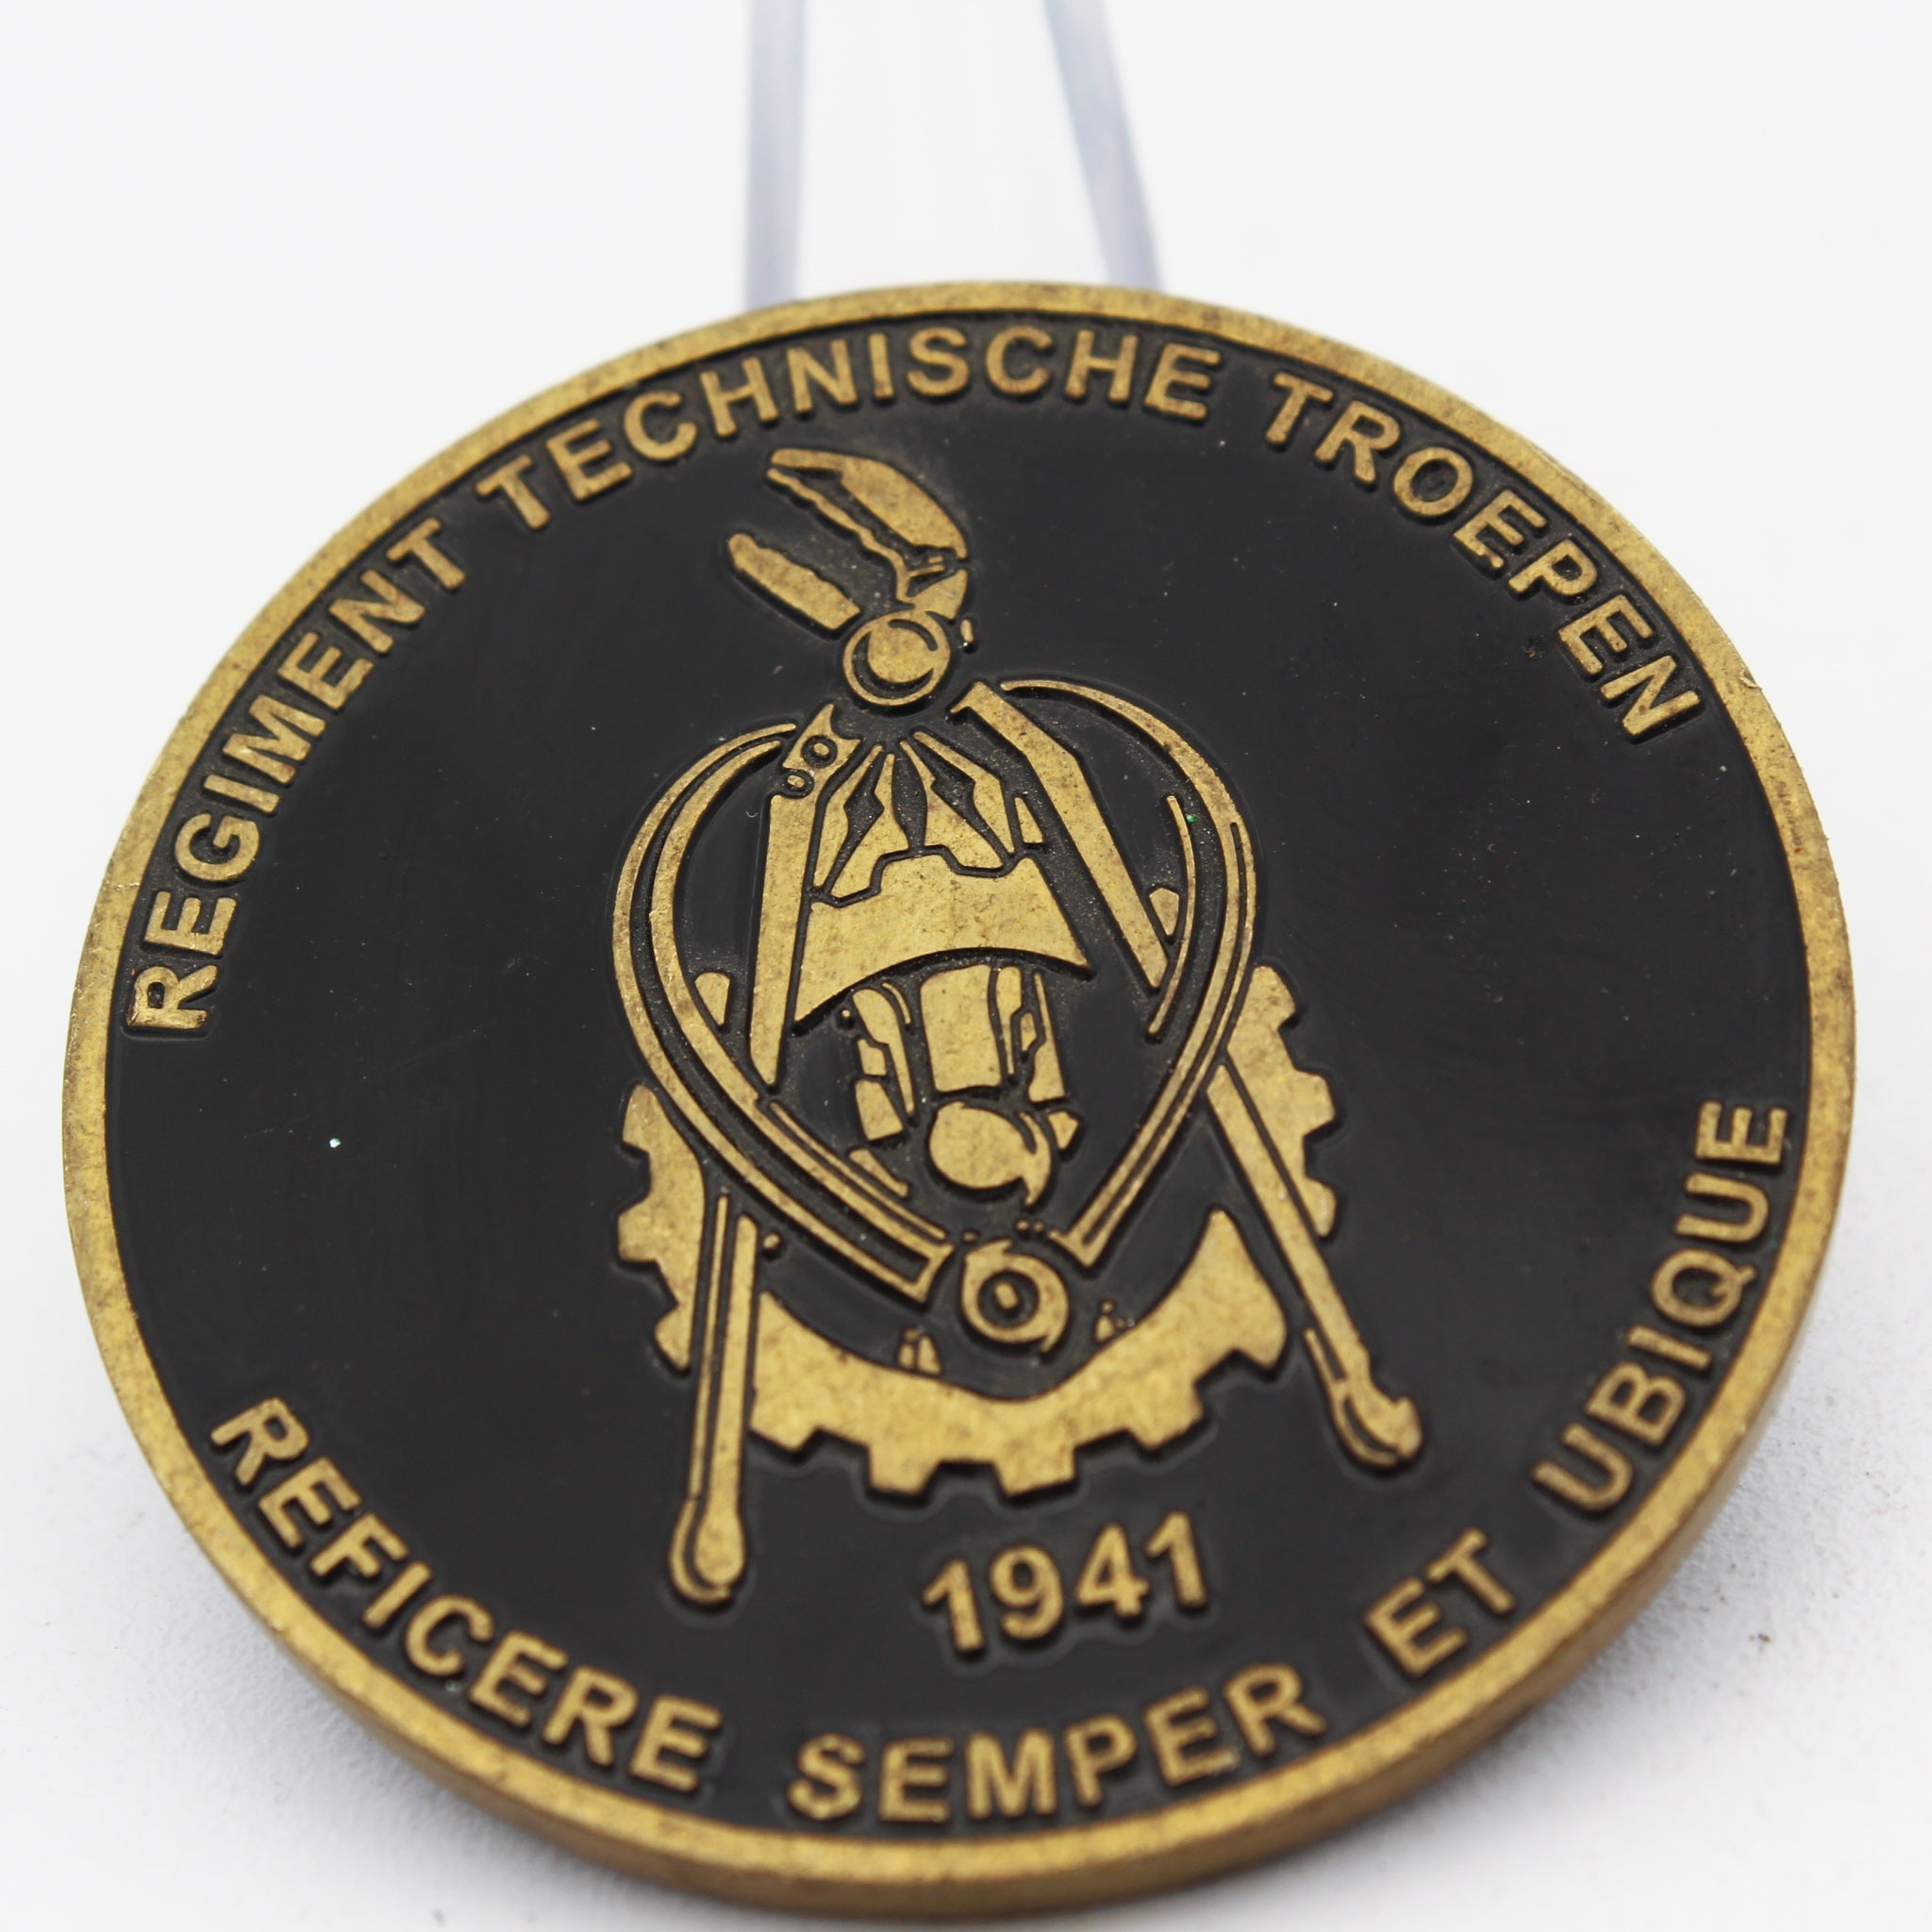 REGIMENT TECHNISCHE TROEPEN
1941
REFICERE SEMPER ET UBIQUE